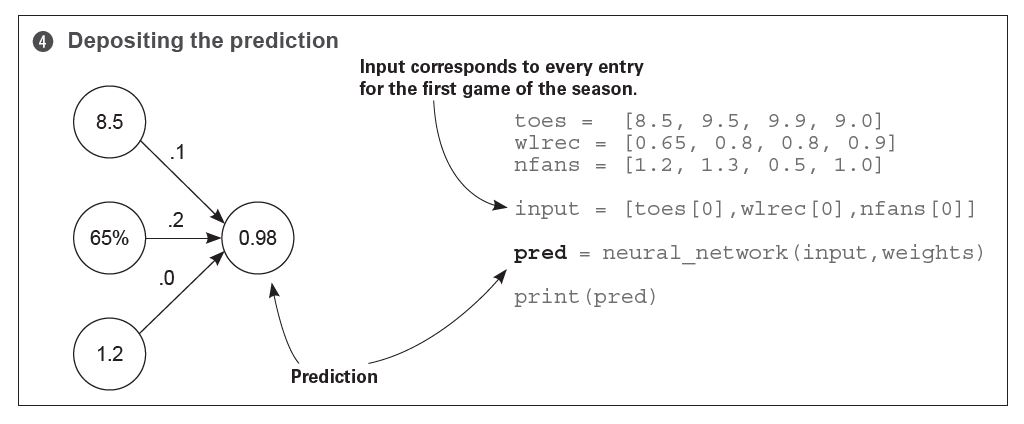 4 Depositing the prediction
Input corresponds to every entry
for the first game of the season.
8.5
.1
65%
.2
0.98
.0
1.2
Prediction
toes = [8.5, 9.5, 9.9, 9.0]
wlrec = [0.65, 0.8, 0.8, 0.9]
nfans = [1.2, 1.3, 0.5, 1.0]
input = [toes[0],wlrec[0],nfans[0]]
pred = neural_network(input,weights)
print(pred)